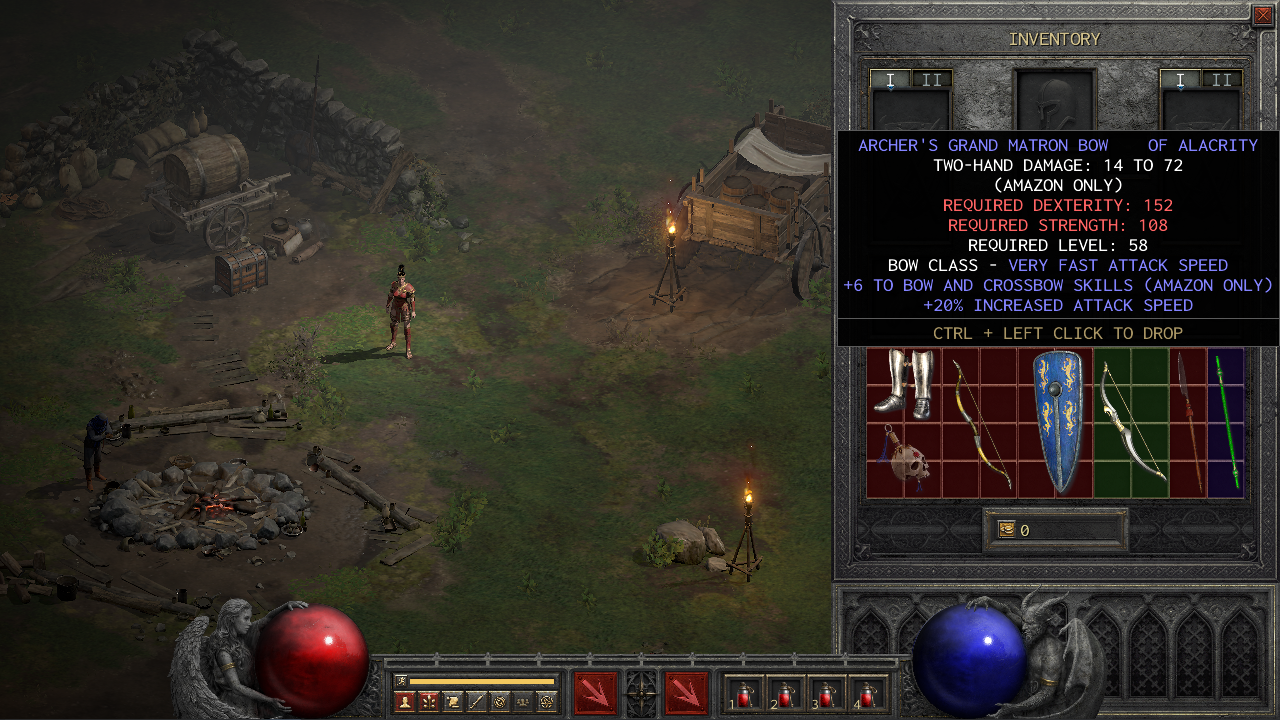 INVENTORY
I II I II
ARCHER'S GRAND MATRON BOW OF ALACRITY
TWO-HAND DAMAGE: 14 TO 72
(AMAZON ONLY)
REQUIRED DEXTERITY: 152
REQUIRED STRENGTH: 108
REQUIRED LEVEL: 58
BOW CLASS - VERY FAST ATTACK SPEED
+6 TO BOW AND CROSSBOW SKILLS (AMAZON ONLY)
+20% INCREASED ATTACK SPEED
CTRL + LEFT CLICK TO DROP
0
1 2 3 4